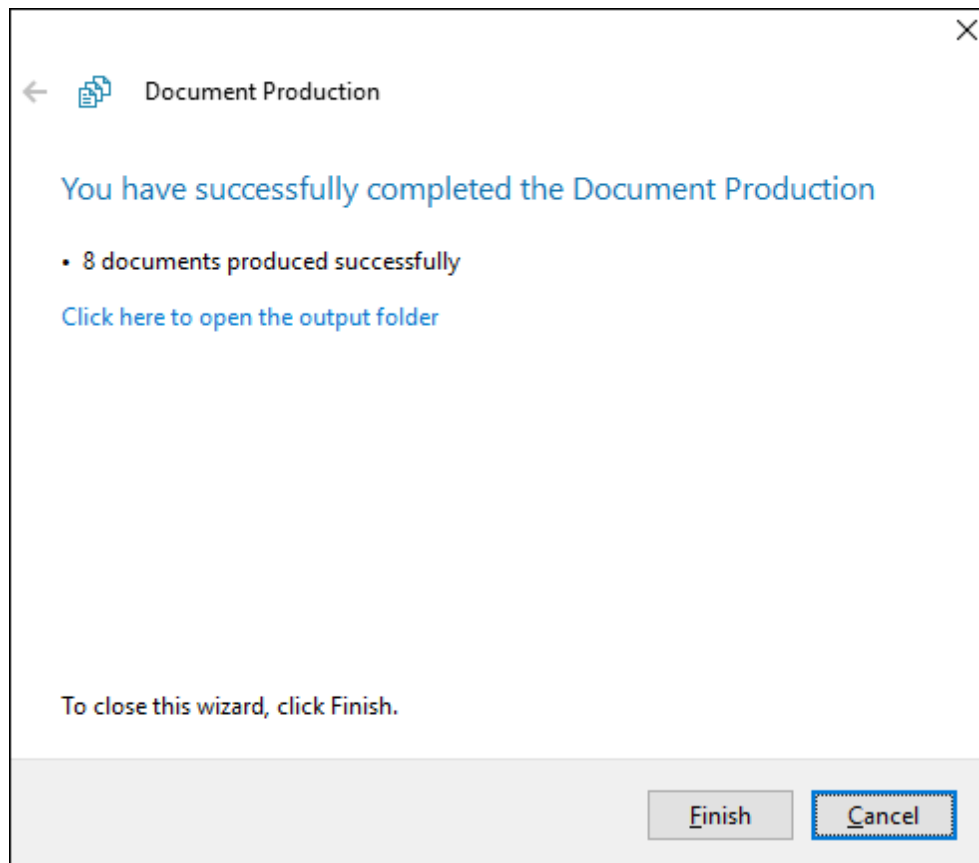 Document Production
You have successfully completed the Document Production
• 8 documents produced successfully
Click here to open the output folder
To close this wizard, click Finish.
Finish
Cancel